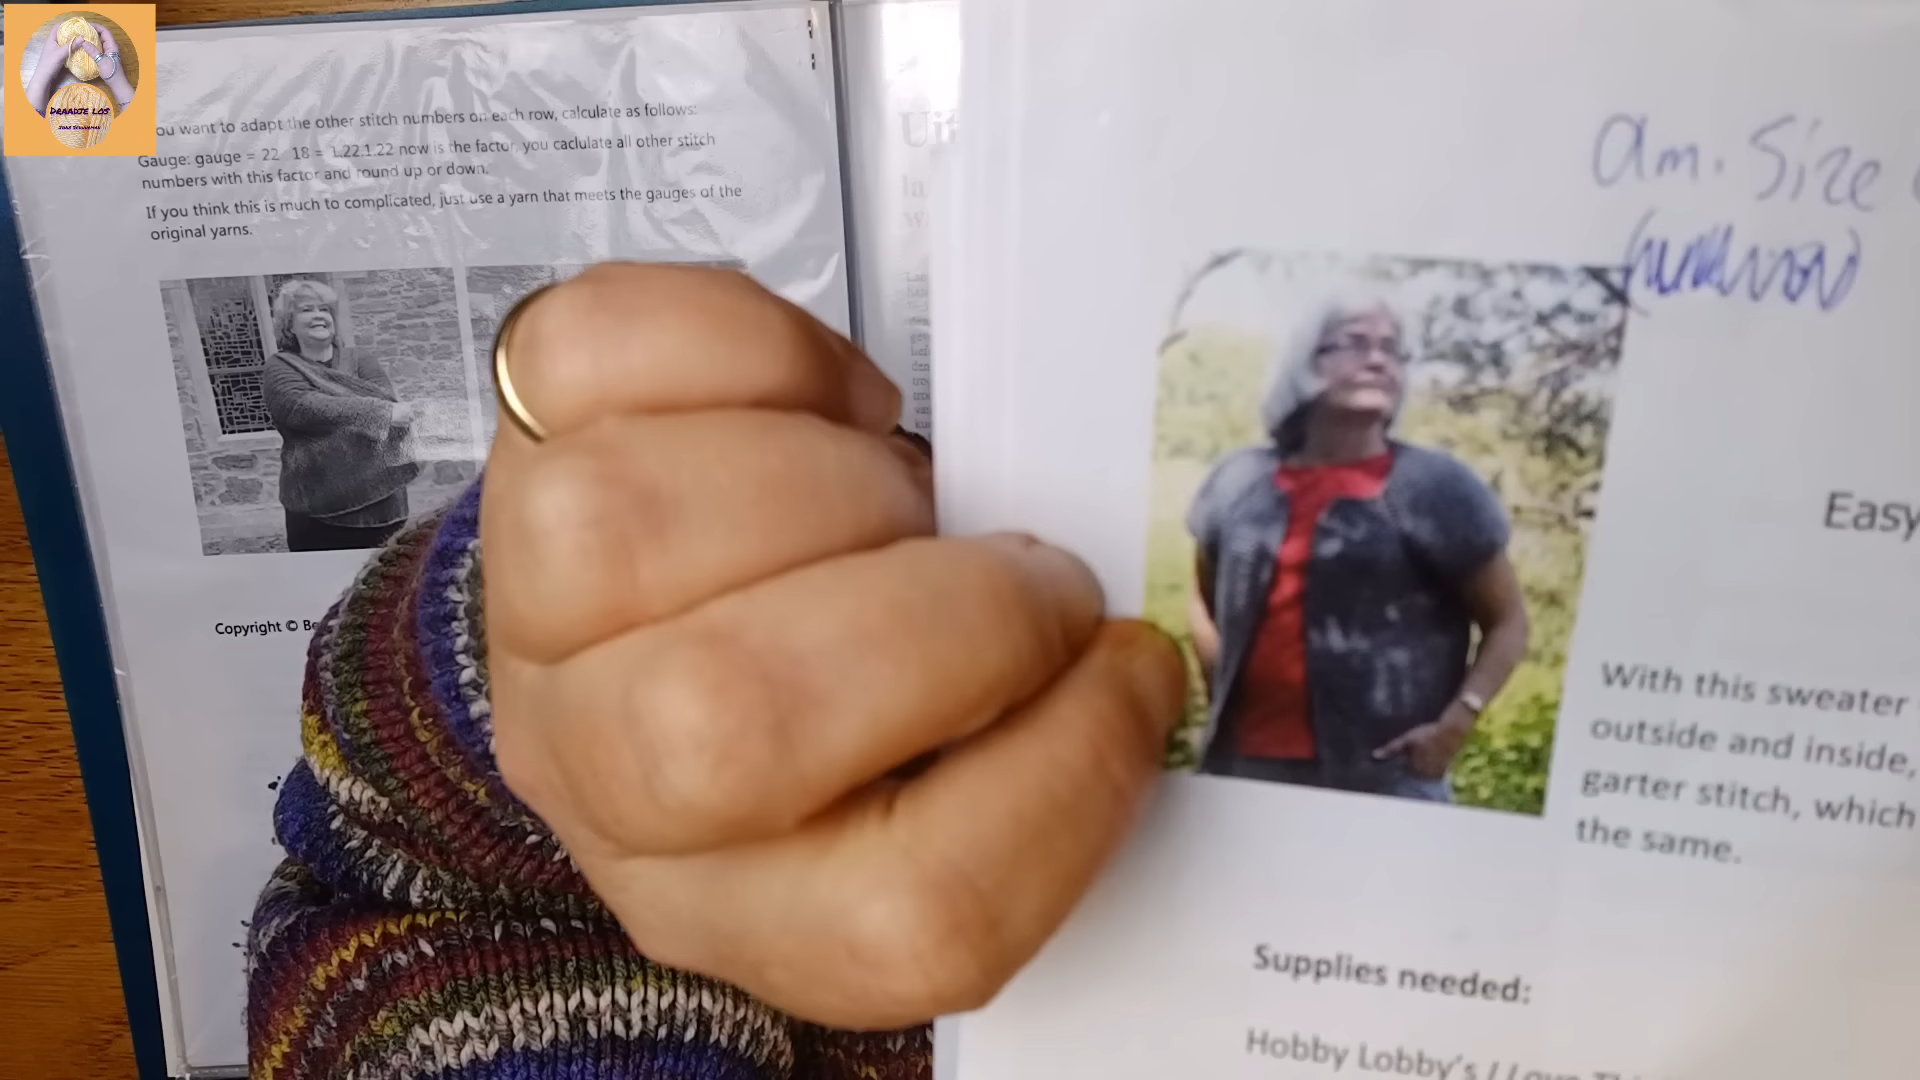 DRAADJE LOS
ou want to adapt the other stitch numbers on each row, calculate as follows:
Gauge: gauge = 22 18 = 1.22.1.22 now is the factor, you caclulate all other stitch
numbers with this factor and round up or down.
If you think this is much to complicated, just use a yarn that meets the gauges of the
original yarns.
Copyright © Be
am. Size
Easy
With this sweater
outside and inside,
garter stitch, which
the same.
Supplies needed:
Hobby Lobby's I Love